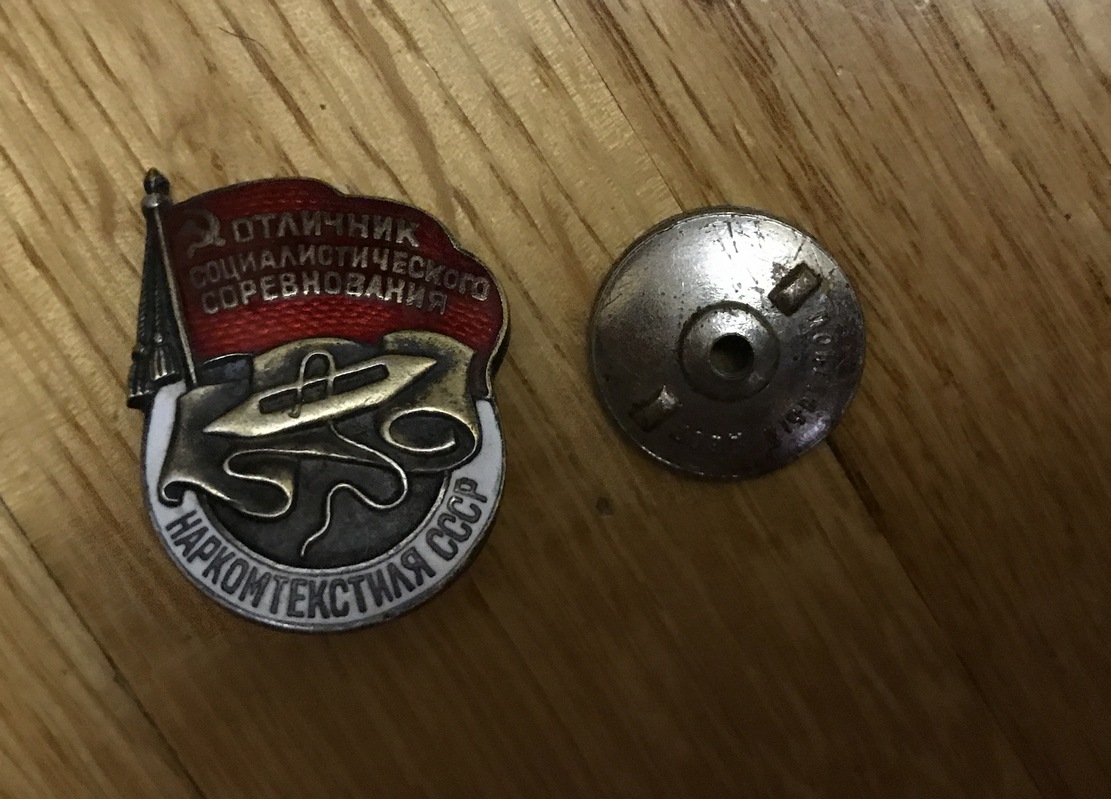 ОТЛИЧНИК
СОЦИАЛИСТИЧЕСКОГО
СОРЕВНОВАНИЯ
НАРКОМТЕКСТИЛЯ СССР